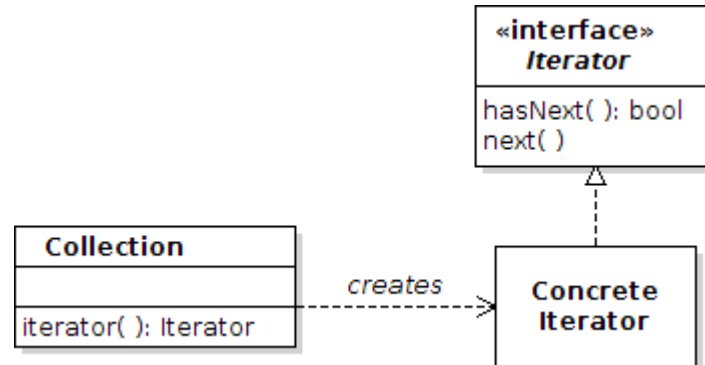 «interface»
Iterator
hasNext( ): bool
next( )
Collection
iterator( ): Iterator
creates
Concrete
Iterator